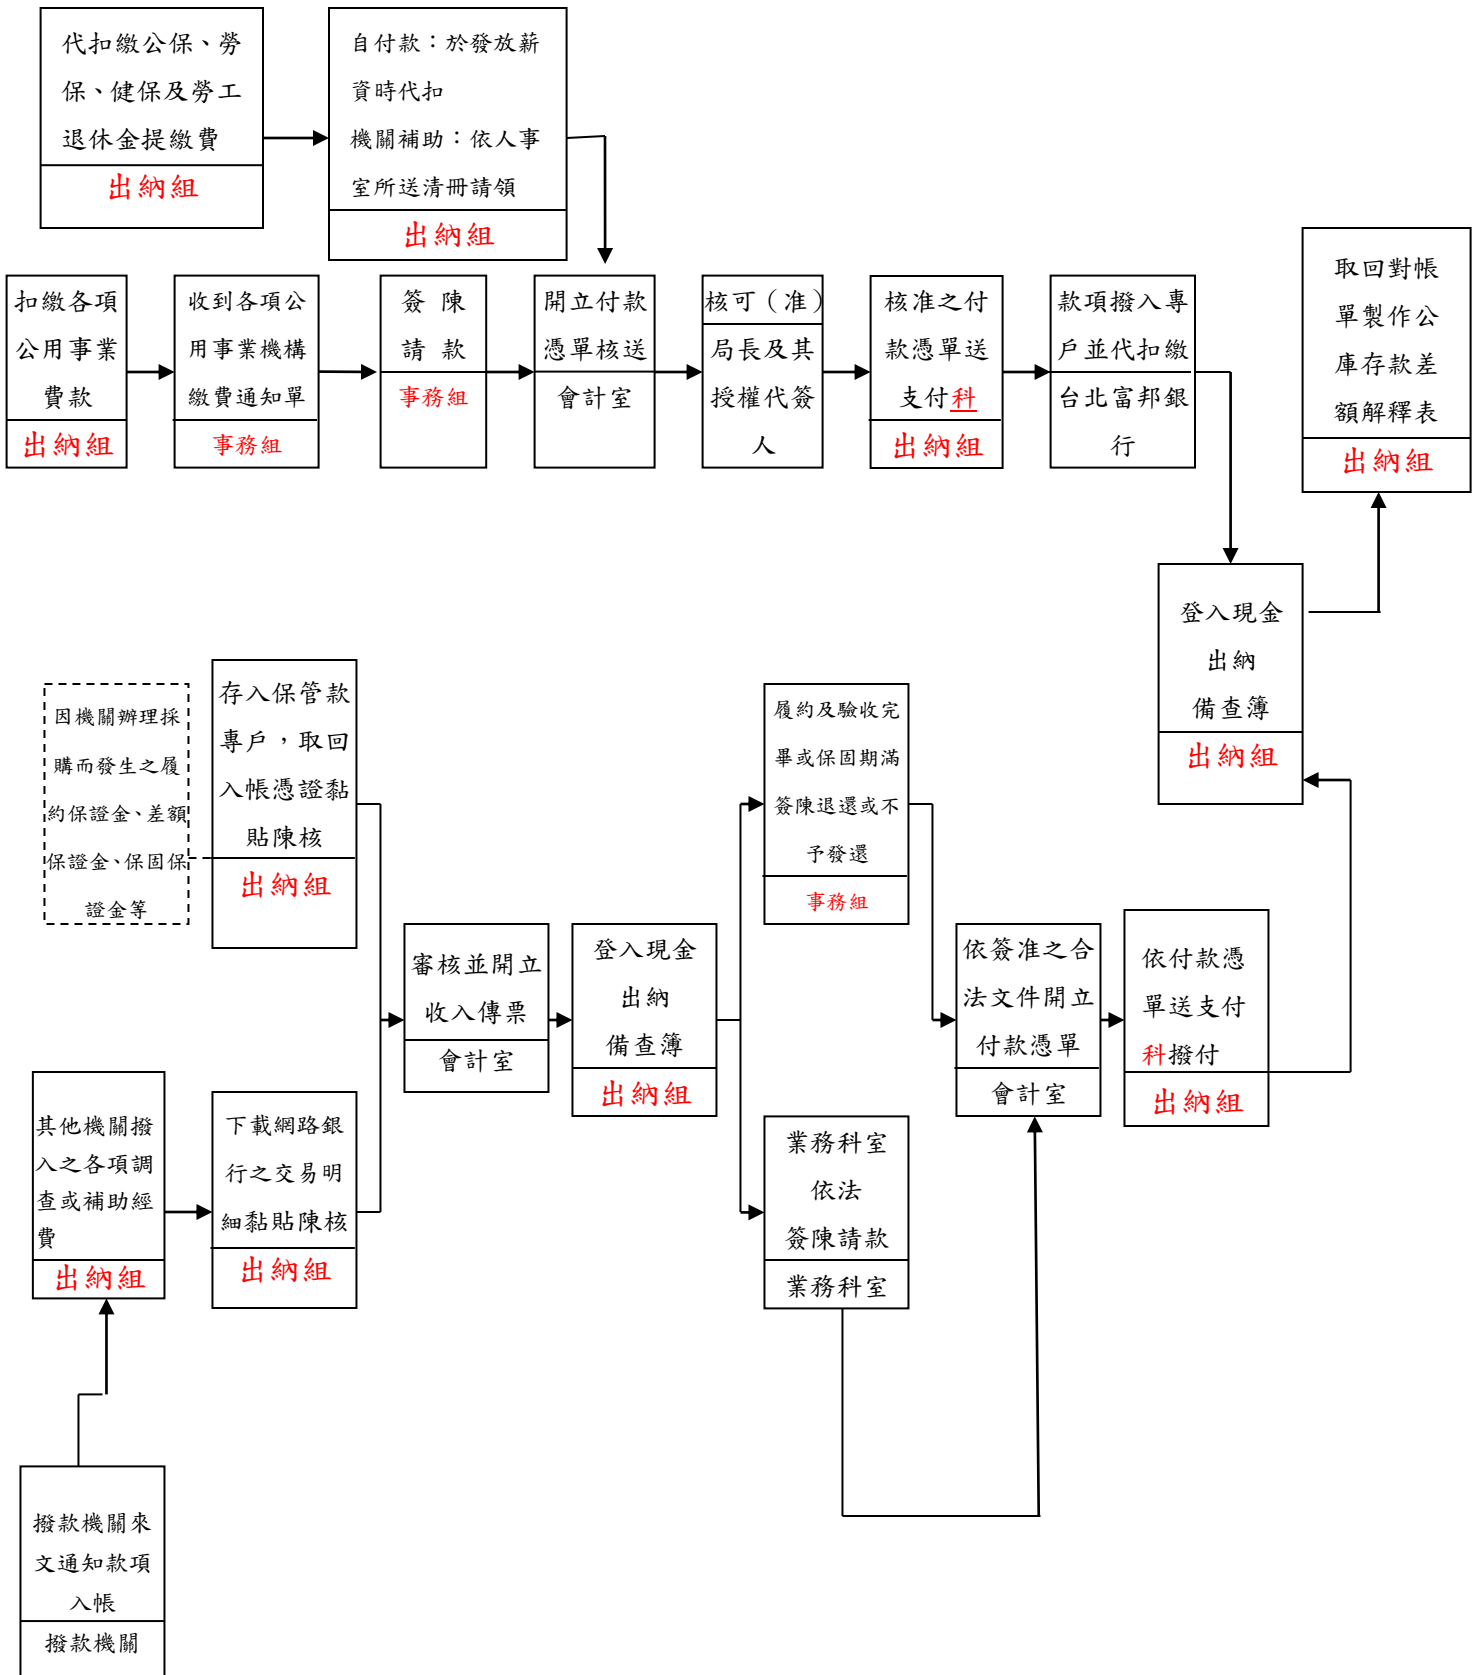 代扣繳公保、勞
保、健保及勞工
退休金提繳費
出納組
自付款：於發放薪
資時代扣
機關補助：依人事
室所送清冊請領
出納組
扣繳各項
公用事業
費款
出納組
收到各項公
用事業機構
繳費通知單
事務組
簽 陳
請 款
事務組
開立付款
憑單核送
會計室
核可（准）
局長及其
授權代簽
人
核准之付
款憑單送
支付科
出納組
款項撥入專
戶並代扣繳
台北富邦銀
行
取回對帳
單製作公
庫存款差
額解釋表
出納組
登入現金
出納
備查簿
出納組
因機關辦理採
購而發生之履
約保證金、差額
保證金、保固保
證金等
存入保管款
專戶，取回
入帳憑證黏
貼陳核
出納組
履約及驗收完
畢或保固期滿
簽陳退還或不
予發還
事務組
審核並開立
收入傳票
會計室
登入現金
出納
備查簿
出納組
依簽准之合
法文件開立
付款憑單
會計室
依付款憑
單送支付
科撥付
出納組
其他機關撥
入之各項調
查或補助經
費
出納組
下載網路銀
行之交易明
細黏貼陳核
出納組
業務科室
依法
簽陳請款
業務科室
撥款機關來
文通知款項
入帳
撥款機關